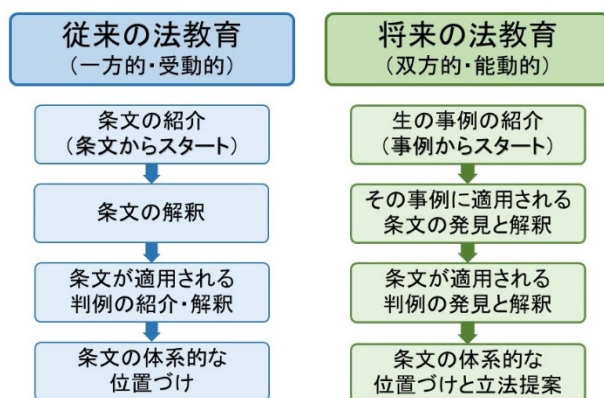 従来の法教育
(一方的・受動的)
条文の紹介
(条文からスタート)
条文の解釈
条文が適用される
判例の紹介・解釈
条文の体系的な
位置づけ
将来の法教育
(双方的・能動的)
生の事例の紹介
(事例からスタート)
その事例に適用される
条文の発見と解釈
条文が適用される
判例の発見と解釈
条文の体系的な
位置づけと立法提案